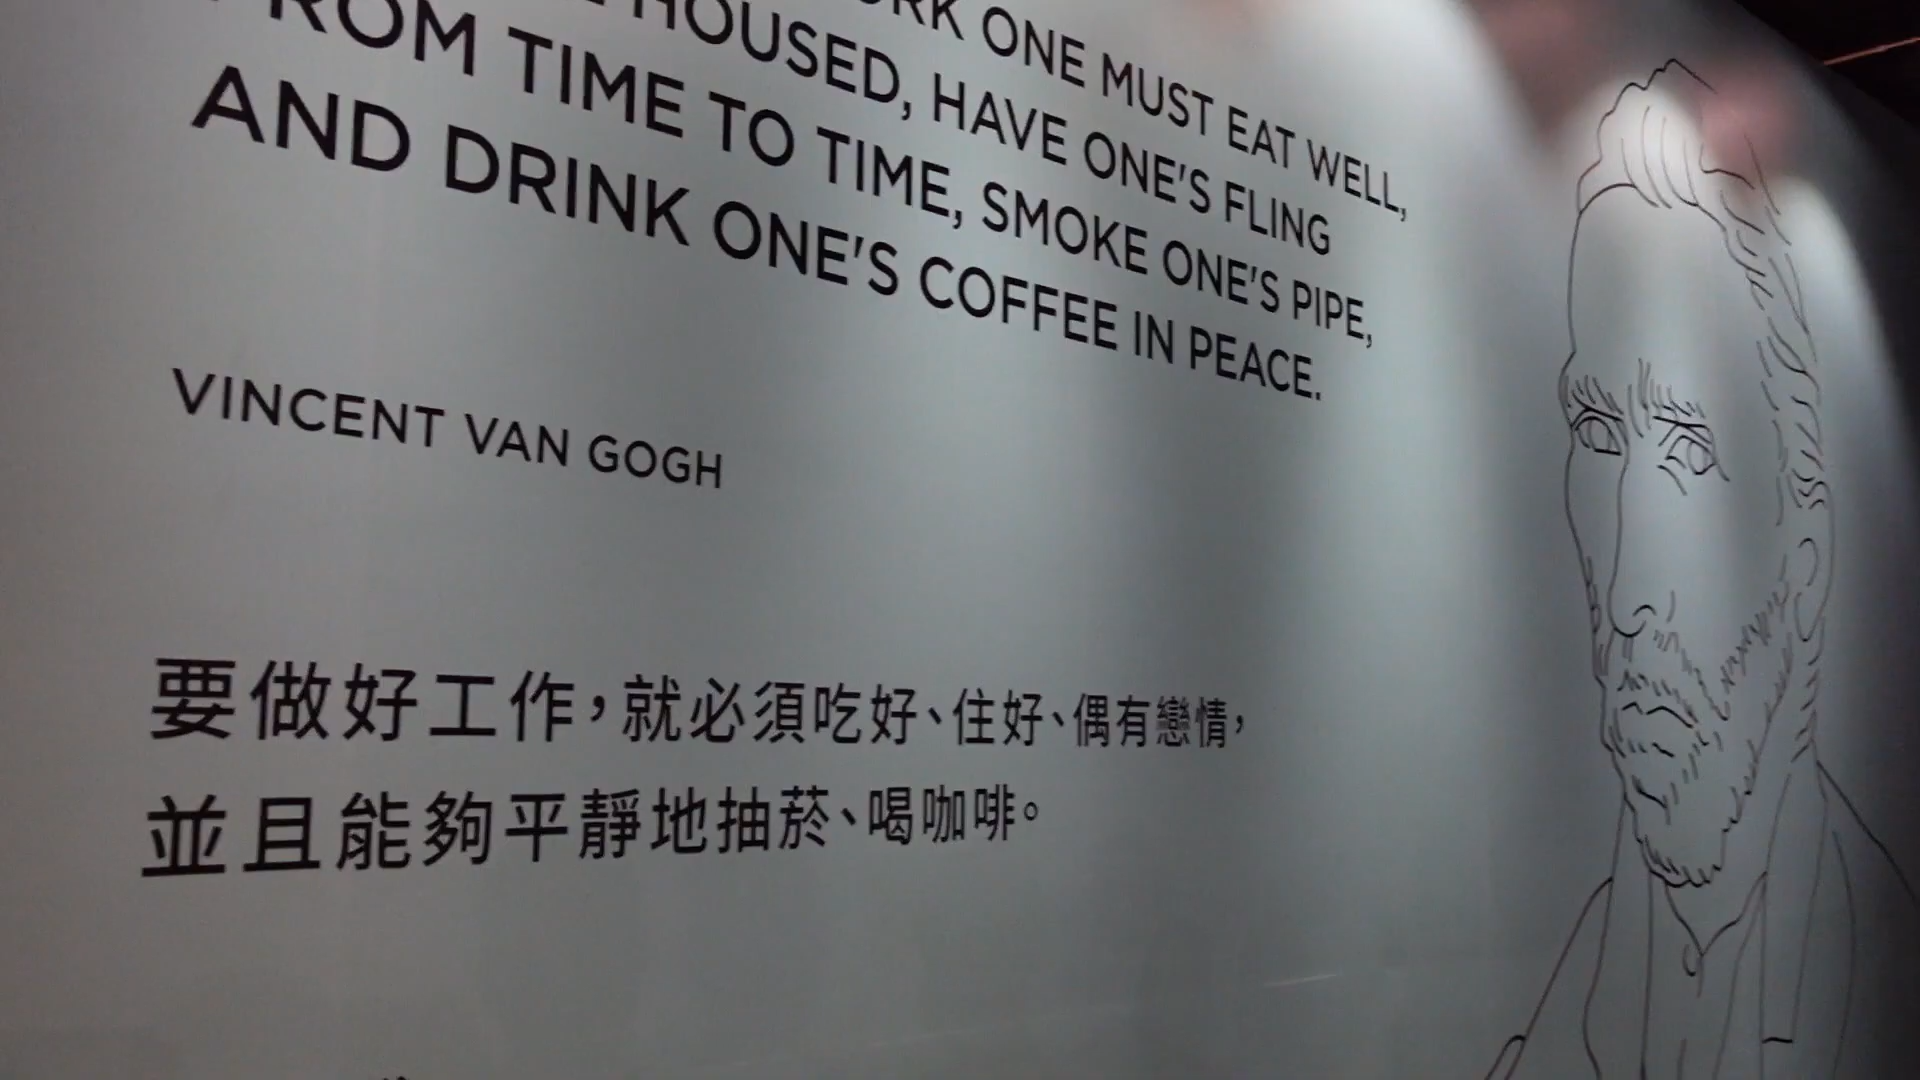 ONE MUST EAT WELL,
HOUSED, HAVE ONE'S FLING
FROM TIME TO TIME, SMOKE ONE'S PIPE,
AND DRINK ONE'S COFFEE IN PEACE.
VINCENT VAN GOGH
要做好工作，就必須吃好、住好、偶有戀情，
並且能夠平靜地抽菸、喝咖啡。